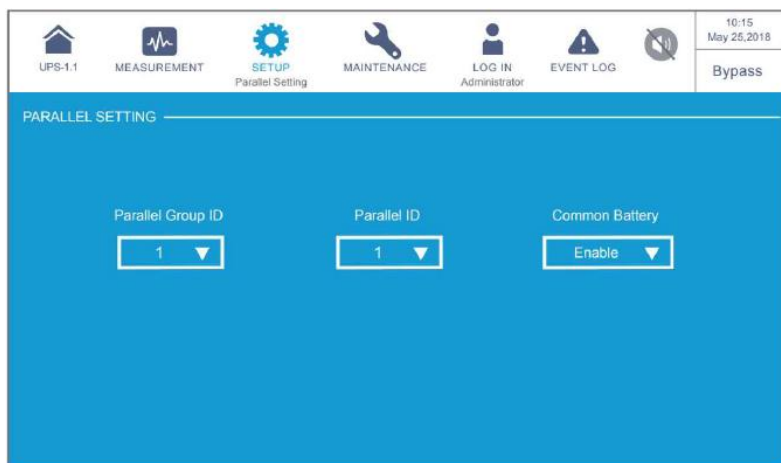 10:15
May 25,2018
UPS-1.1 MEASUREMENT SETUP MAINTENANCE LOG IN EVENT LOG
Parallel Setting Administrator
Bypass
PARALLEL SETTING
Parallel Group ID Parallel ID Common Battery
1 1 Enable